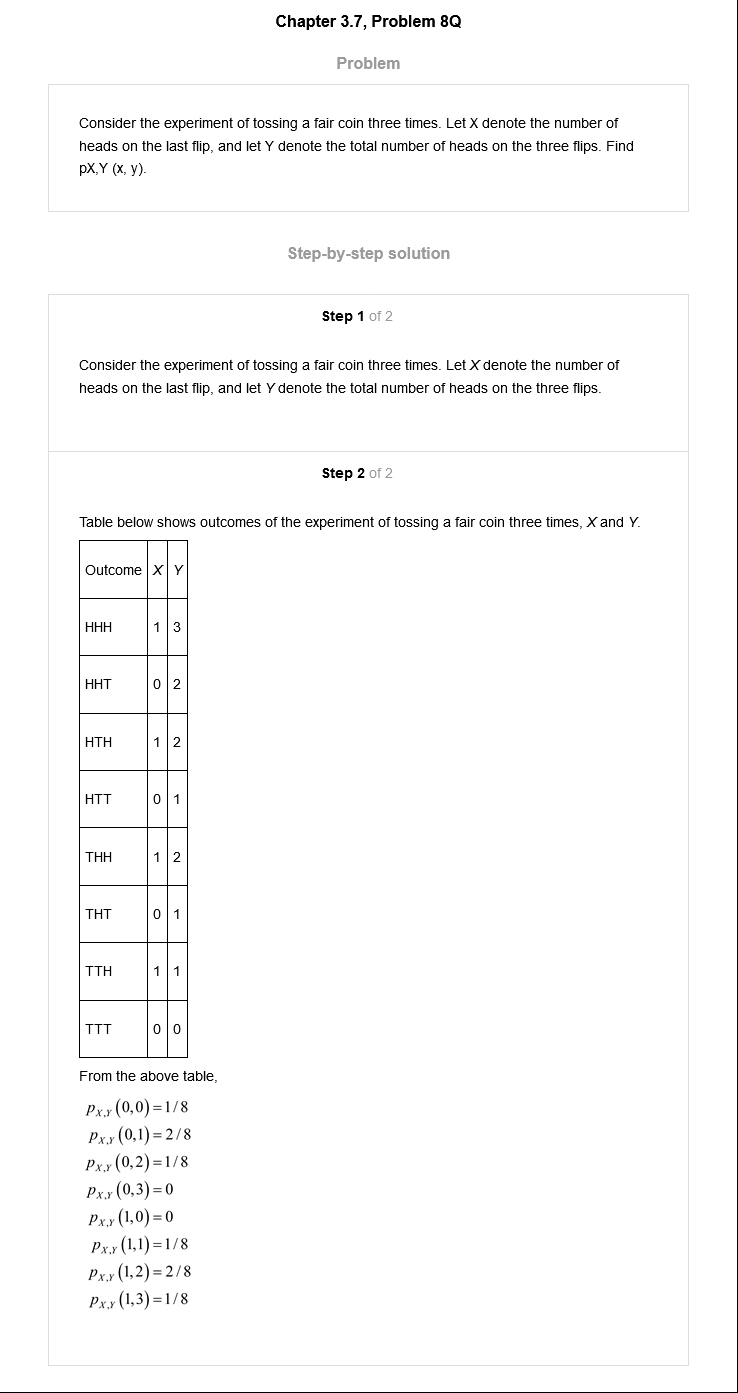 Chapter 3.7, Problem 8Q
Problem
Consider the experiment of tossing a fair coin three times. Let X denote the number of
heads on the last flip, and let Y denote the total number of heads on the three flips. Find
pX,Y (x, y).
Step-by-step solution
Step 1 of 2
Consider the experiment of tossing a fair coin three times. Let X denote the number of
heads on the last flip, and let Y denote the total number of heads on the three flips.
Step 2 of 2
Table below shows outcomes of the experiment of tossing a fair coin three times, X and Y.
Outcome X Y
HHH 1 3
HHT 0 2
HTH 1 2
HTT 0 1
THH 1 2
THT 0 1
TTH 1 1
TTT 0 0
From the above table,
p_{X,Y}(0,0)=1/8
p_{X,Y}(0,1)=2/8
p_{X,Y}(0,2)=1/8
p_{X,Y}(0,3)=0
p_{X,Y}(1,0)=0
p_{X,Y}(1,1)=1/8
p_{X,Y}(1,2)=2/8
p_{X,Y}(1,3)=1/8